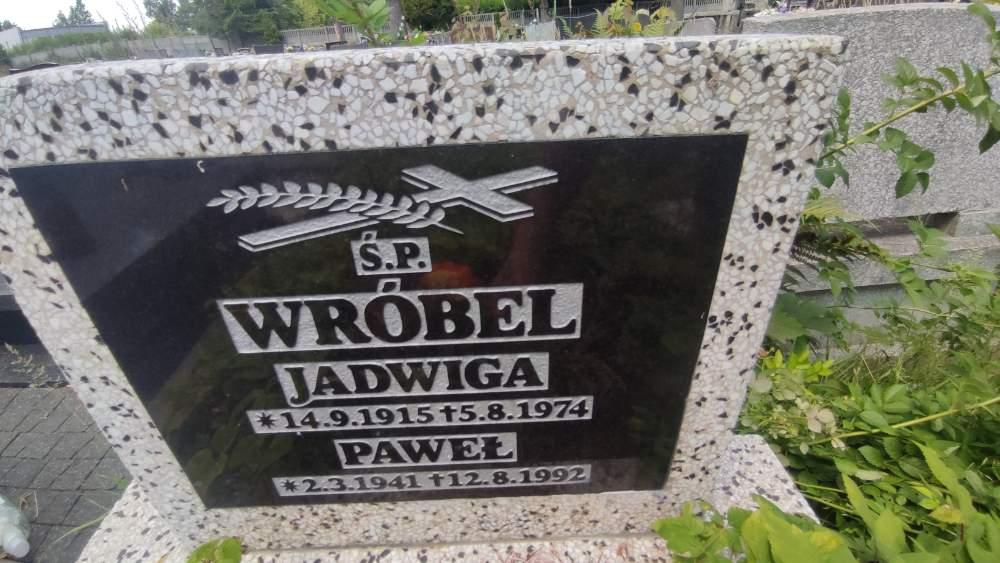 Ś.P.
WRÓBEL
JADWIGA
*14.9.1915 †5.8.1974
PAWEŁ
*2.3.1941 †12.8.1992